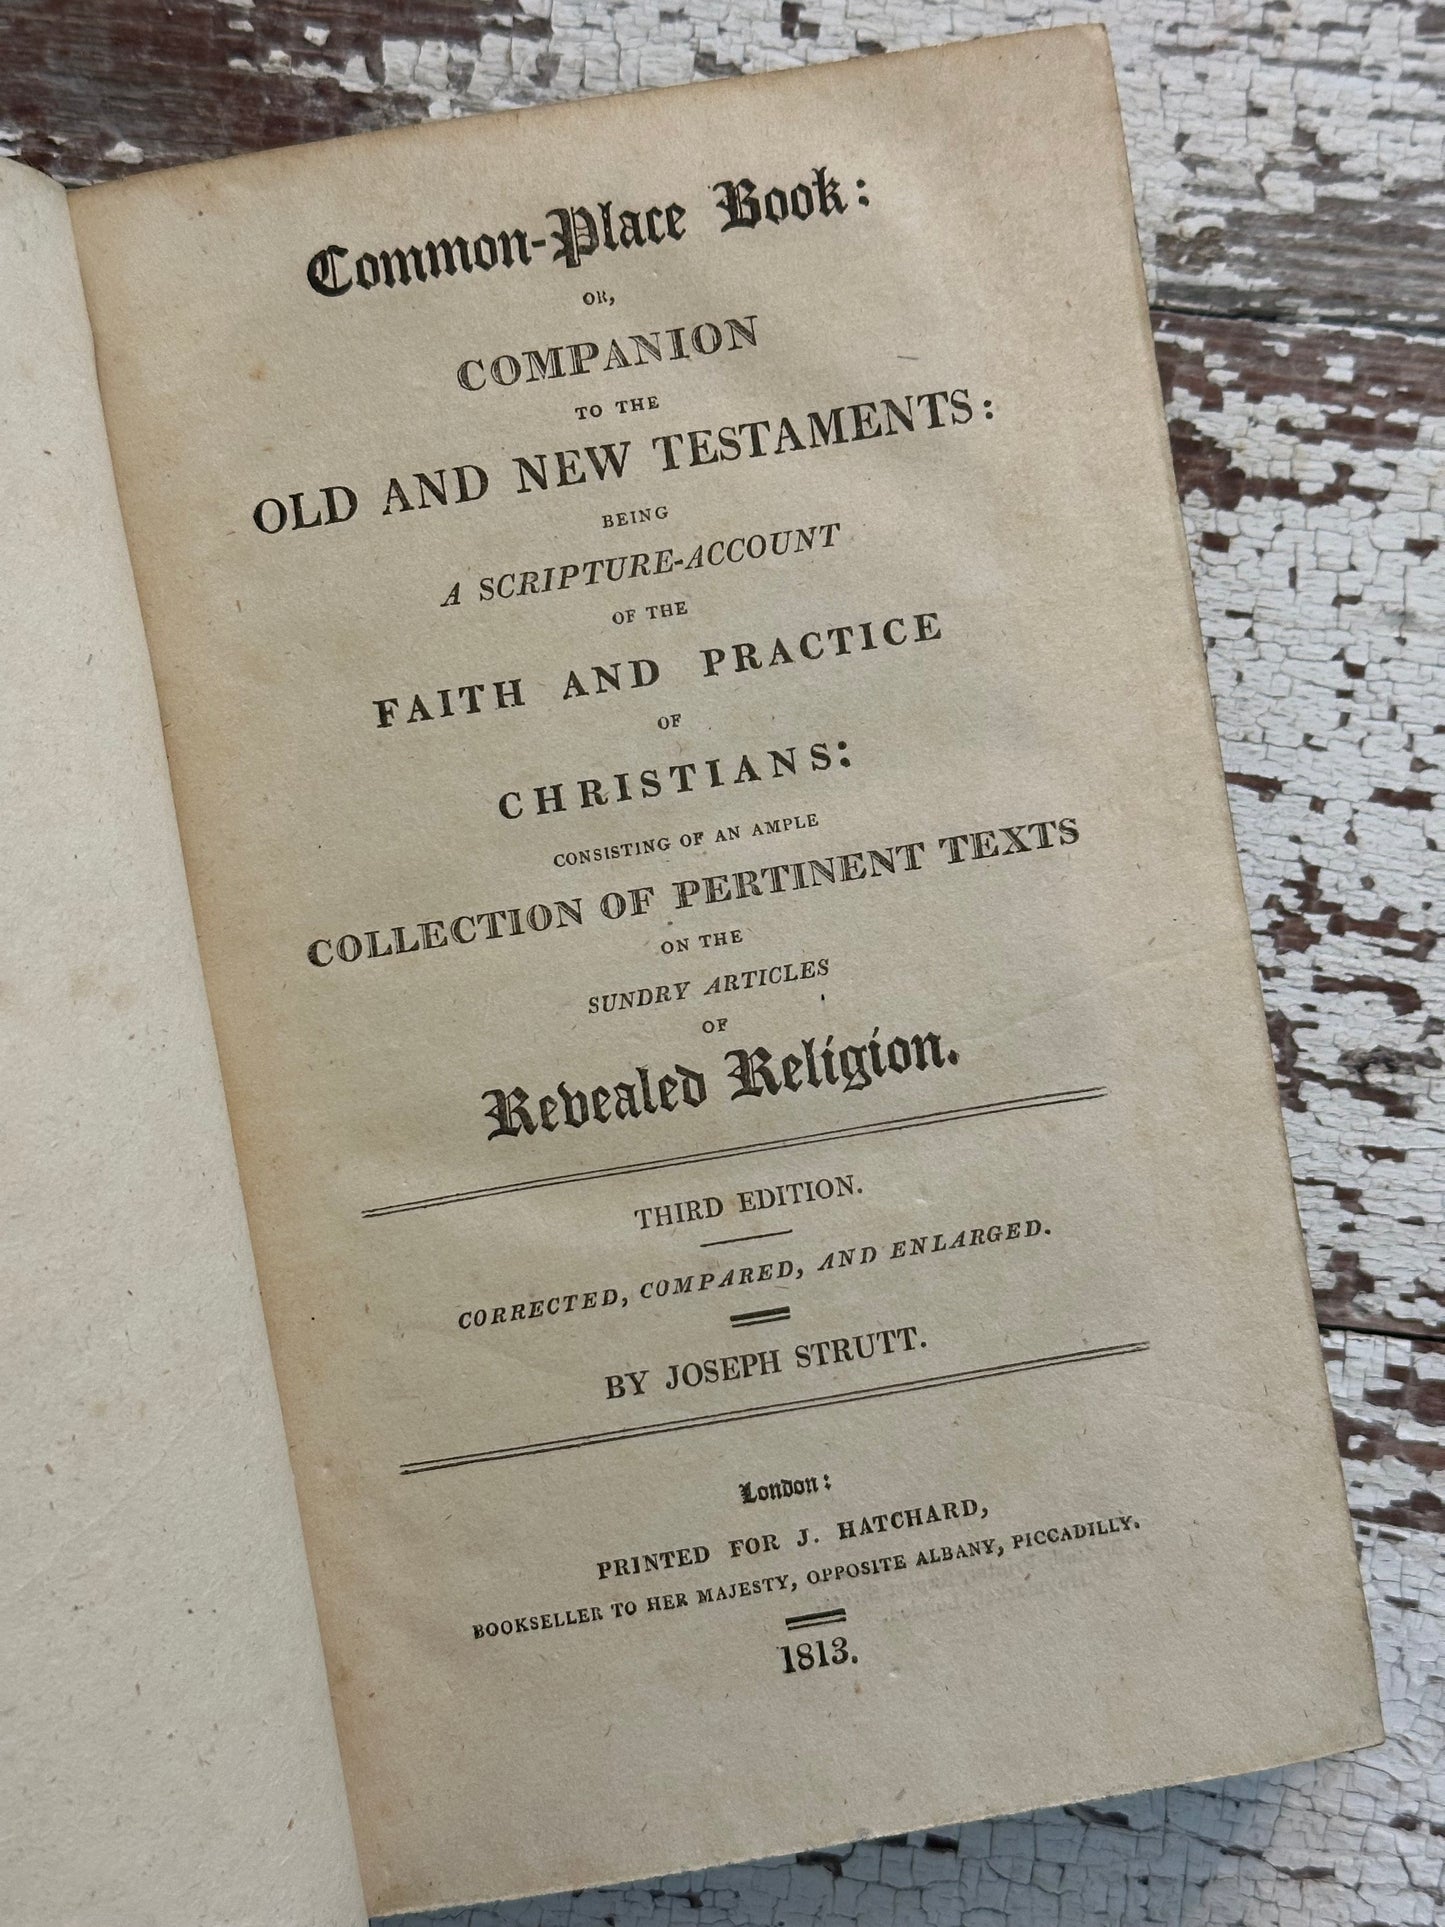 Common-Place Book:
OR,
COMPANION
TO THE
OLD AND NEW TESTAMENTS:
BEING
A SCRIPTURE-ACCOUNT
OF THE
FAITH AND PRACTICE
OF
CHRISTIANS:
CONSISTING OF AN AMPLE
COLLECTION OF PERTINENT TEXTS
ON THE
SUNDRY ARTICLES
OF
Revealed Religion.
THIRD EDITION.
CORRECTED, COMPARED, AND ENLARGED.
BY JOSEPH STRUTT.
London:
PRINTED FOR J. HATCHARD,
BOOKSELLER TO HER MAJESTY, OPPOSITE ALBANY, PICCADILLY.
1813.